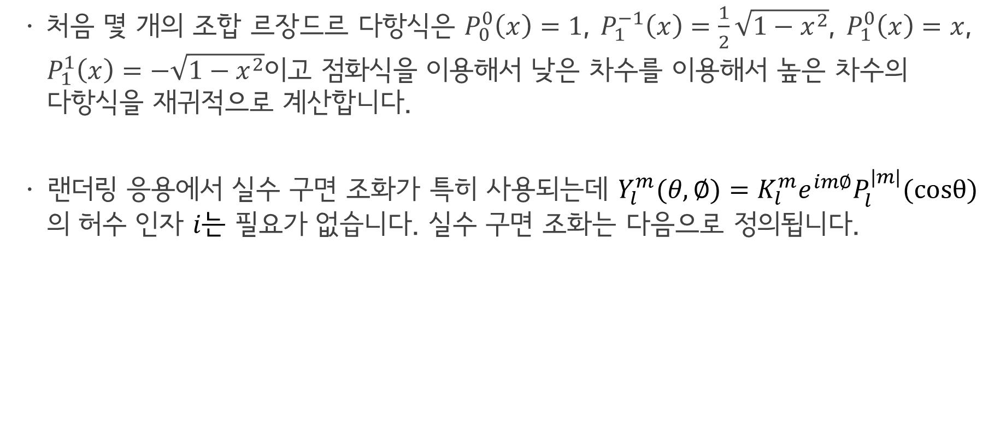 · 처음 몇 개의 조합 르장드르 다항식은 $P_0^0(x) = 1$, $P_1^{-1}(x) = \frac{1}{2}\sqrt{1-x^2}$, $P_1^0(x) = x$,
$P_1^1(x) = -\sqrt{1-x^2}$이고 점화식을 이용해서 낮은 차수를 이용해서 높은 차수의
다항식을 재귀적으로 계산합니다.
· 랜더링 응용에서 실수 구면 조화가 특히 사용되는데 $Y_l^m(\theta, \emptyset) = K_l^m e^{im\emptyset} P_l^{|m|}(\cos\theta)$
의 허수 인자 $i$는 필요가 없습니다. 실수 구면 조화는 다음으로 정의됩니다.